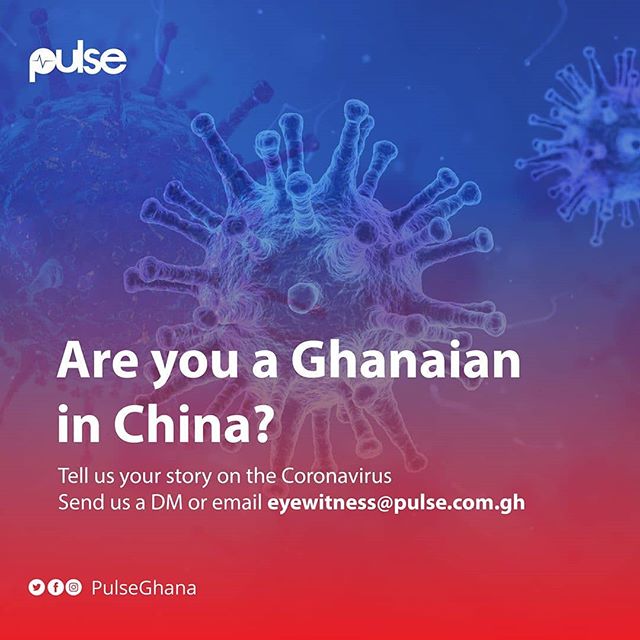 pulse
Are you a Ghanaian
in China?
Tell us your story on the Coronavirus
Send us a DM or email eyewitness@pulse.com.gh
PulseGhana